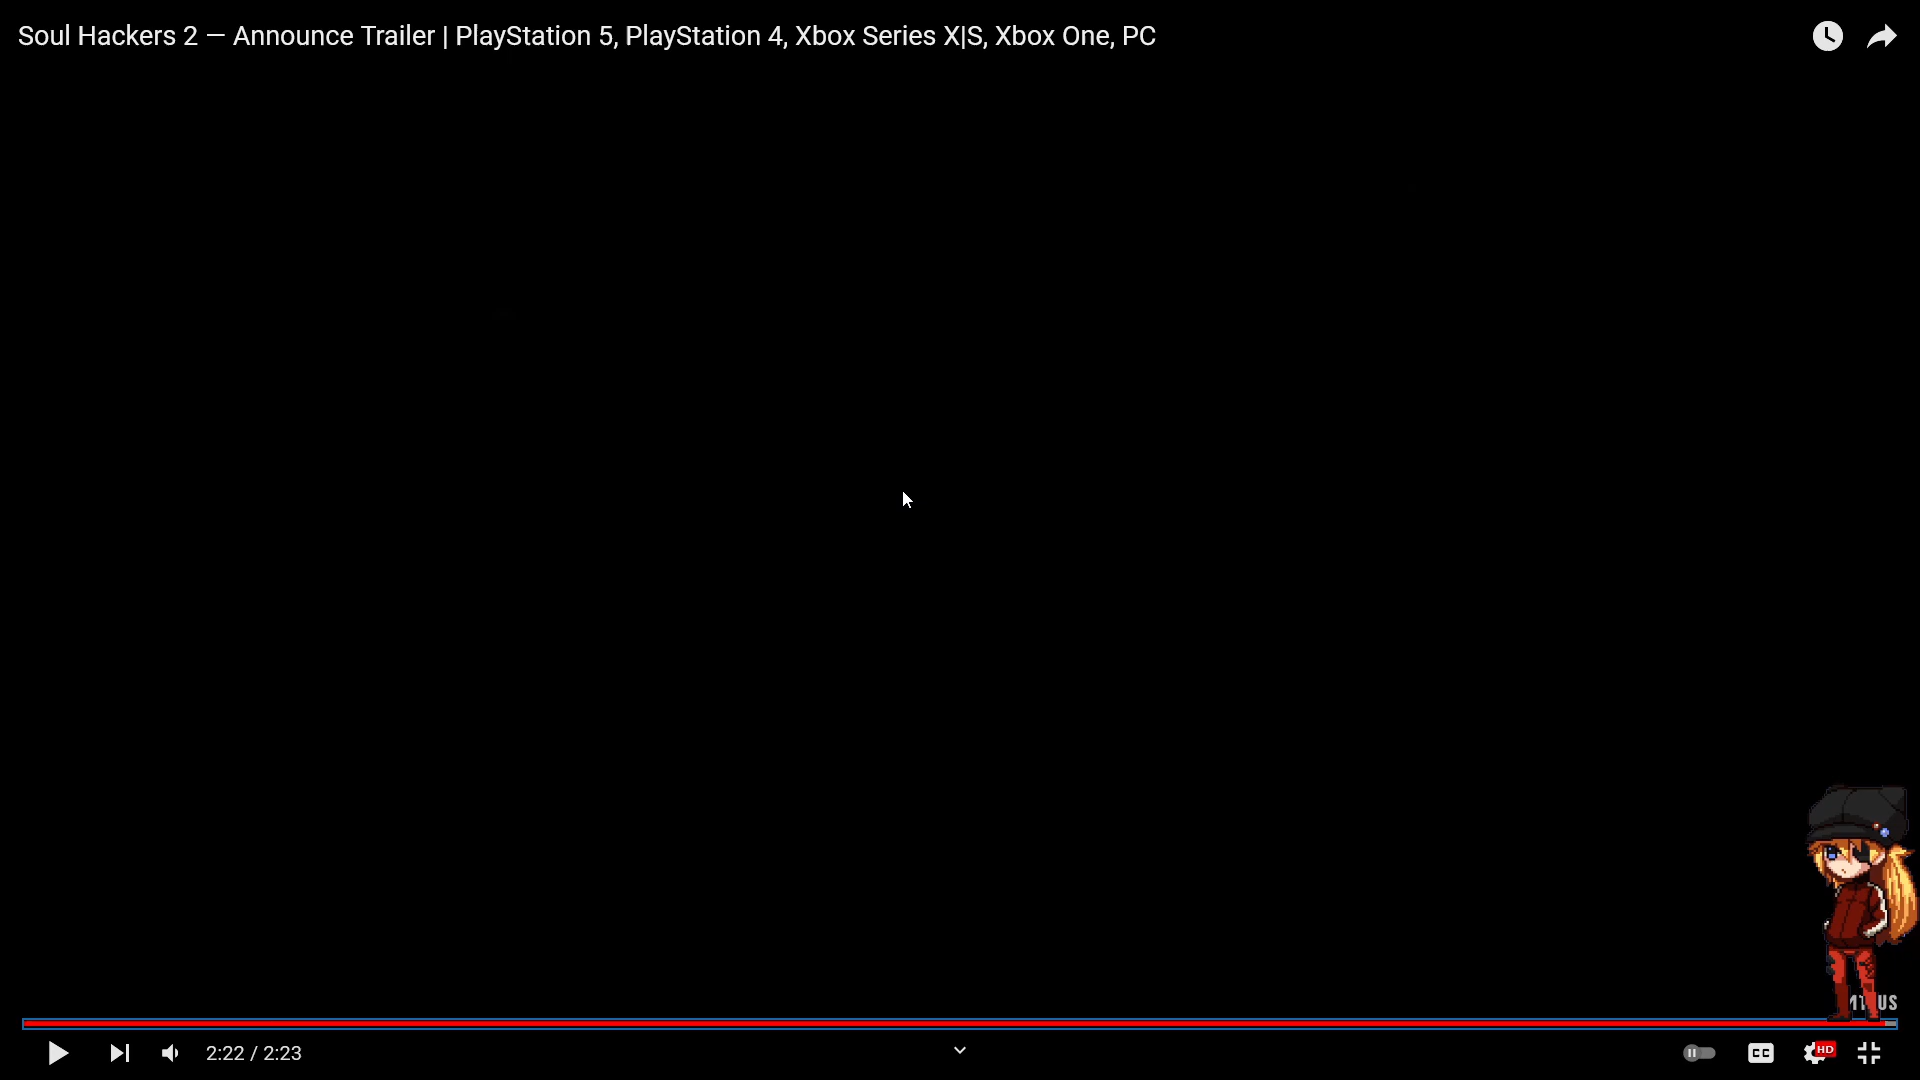 Soul Hackers 2 — Announce Trailer | PlayStation 5, PlayStation 4, Xbox Series X|S, Xbox One, PC
2:22 / 2:23
CC
HD